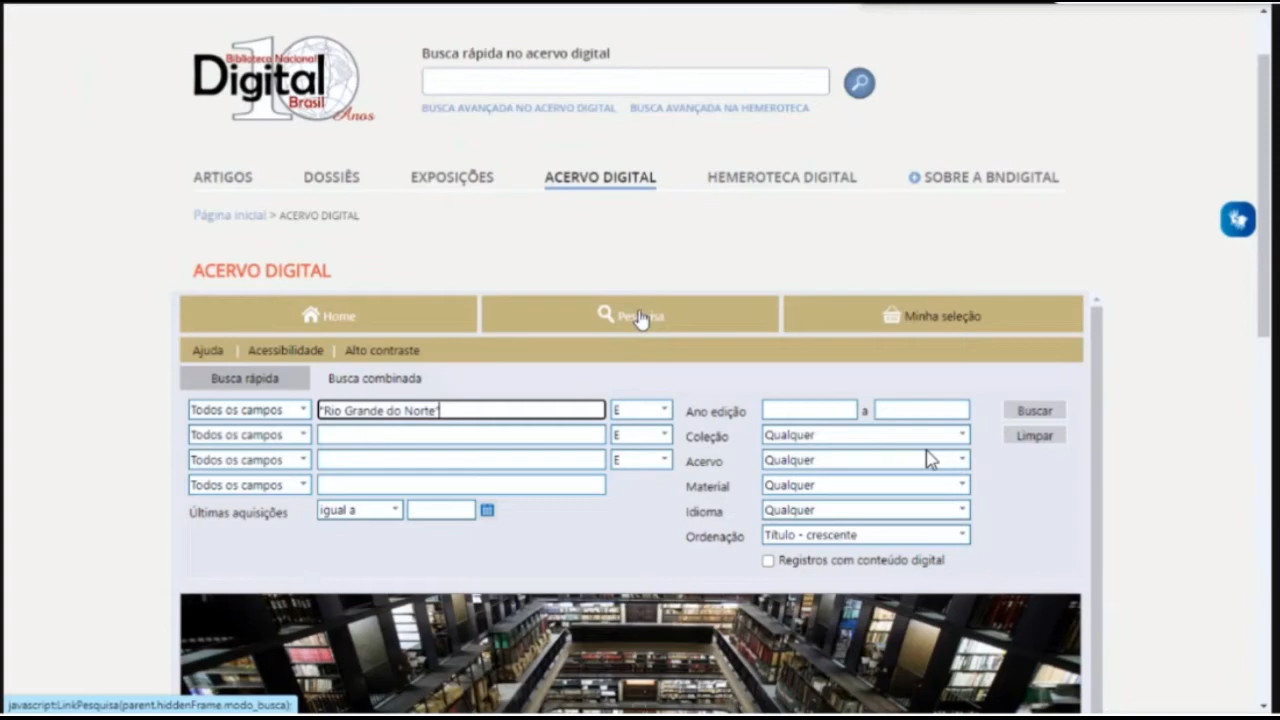 Biblioteca Nacional
Digital
Brasil
10
Anos
Busca rápida no acervo digital
BUSCA AVANÇADA NO ACERVO DIGITAL BUSCA AVANÇADA NA HEMEROTECA
ARTIGOS DOSSIÊS EXPOSIÇÕES ACERVO DIGITAL HEMEROTECA DIGITAL SOBRE A BNDIGITAL
Página inicial > ACERVO DIGITAL
ACERVO DIGITAL
Home Pesquisa Minha seleção
Ajuda | Acessibilidade | Alto contraste
Busca rápida Busca combinada
Todos os campos "Rio Grande do Norte" E Ano edição a Buscar
Todos os campos E Coleção Qualquer Limpar
Todos os campos E Acervo Qualquer
Todos os campos Material Qualquer
Últimas aquisições igual a Idioma Qualquer
Ordenação Título - crescente
Registros com conteúdo digital
javascript:LinkPesquisa(parent.hiddenFrame.modo_busca);